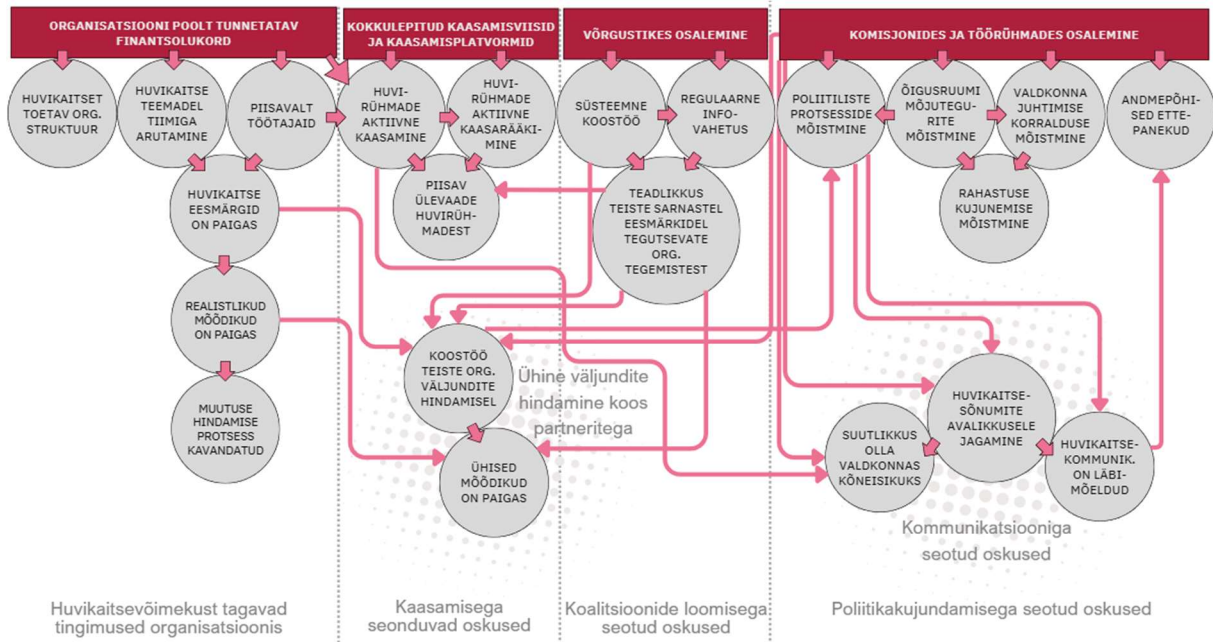 ORGANISATSIOONI POOLT TUNNETATAV
FINANTSOLUKORD
KOKKULEPITUD KAASAMISVIISID
JA KAASAMISPLATVORMID
VÕRGUSTIKES OSALEMINE
KOMISJONIDES JA TÖÖRÜHMADES OSALEMINE
HUVIKAITSET
TOETAV ORG.
STRUKTUUR
HUVIKAITSE
TEEMADEL
TIIMIGA
ARUTAMINE
PIISAVALT
TÖÖTAJAID
HUVI-
RÜHMADE
AKTIIVNE
KAASAMINE
HUVI-
RÜHMADE
AKTIIVNE
KAASARÄÄKI-
MINE
SÜSTEEMNE
KOOSTÖÖ
REGULAARNE
INFO-
VAHETUS
POLIITILISTE
PROTSESSIDE
MÕISTMINE
ÕIGUSRUUMI
MÕJUTEGU-
RITE
MÕISTMINE
VALDKONNA
JUHTIMISE
KORRALDUSE
MÕISTMINE
ANDMEPÕHI-
SED ETTE-
PANEKUD
HUVIKAITSE
EESMÄRGID
ON PAIGAS
PIISAV
ÜLEVAADE
HUVIRÜH-
MADEST
TEADLIKKUS
TEISTE SARNASTEL
EESMÄRKIDEL
TEGUTSEVATE
ORG.
TEGEMISTEST
RAHASTUSE
KUJUNEMISE
MÕISTMINE
REALISTLIKUD
MÕÕDIKUD
ON PAIGAS
KOOSTÖÖ
TEISTE ORG.
VÄLJUNDITE
HINDAMISEL
Ühine väljundite
hindamine koos
partneritega
MUUTUSE
HINDAMISE
PROTSESS
KAVANDATUD
ÜHISED
MÕÕDIKUD
ON PAIGAS
HUVIKAITSE-
SÕNUMITE
AVALIKKUSELE
JAGAMINE
SUUTLIKKUS
OLLA
VALDKONNAS
KÕNEISIKUKS
HUVIKAITSE-
KOMMUNIK.
ON LÄBI-
MÕELDUD
Kommunikatsiooniga
seotud oskused
Huvikaitsevõimekust tagavad
tingimused organisatsioonis
Kaasamisega
seonduvad oskused
Koalitsioonide loomisega
seotud oskused
Poliitikakujundamisega seotud oskused